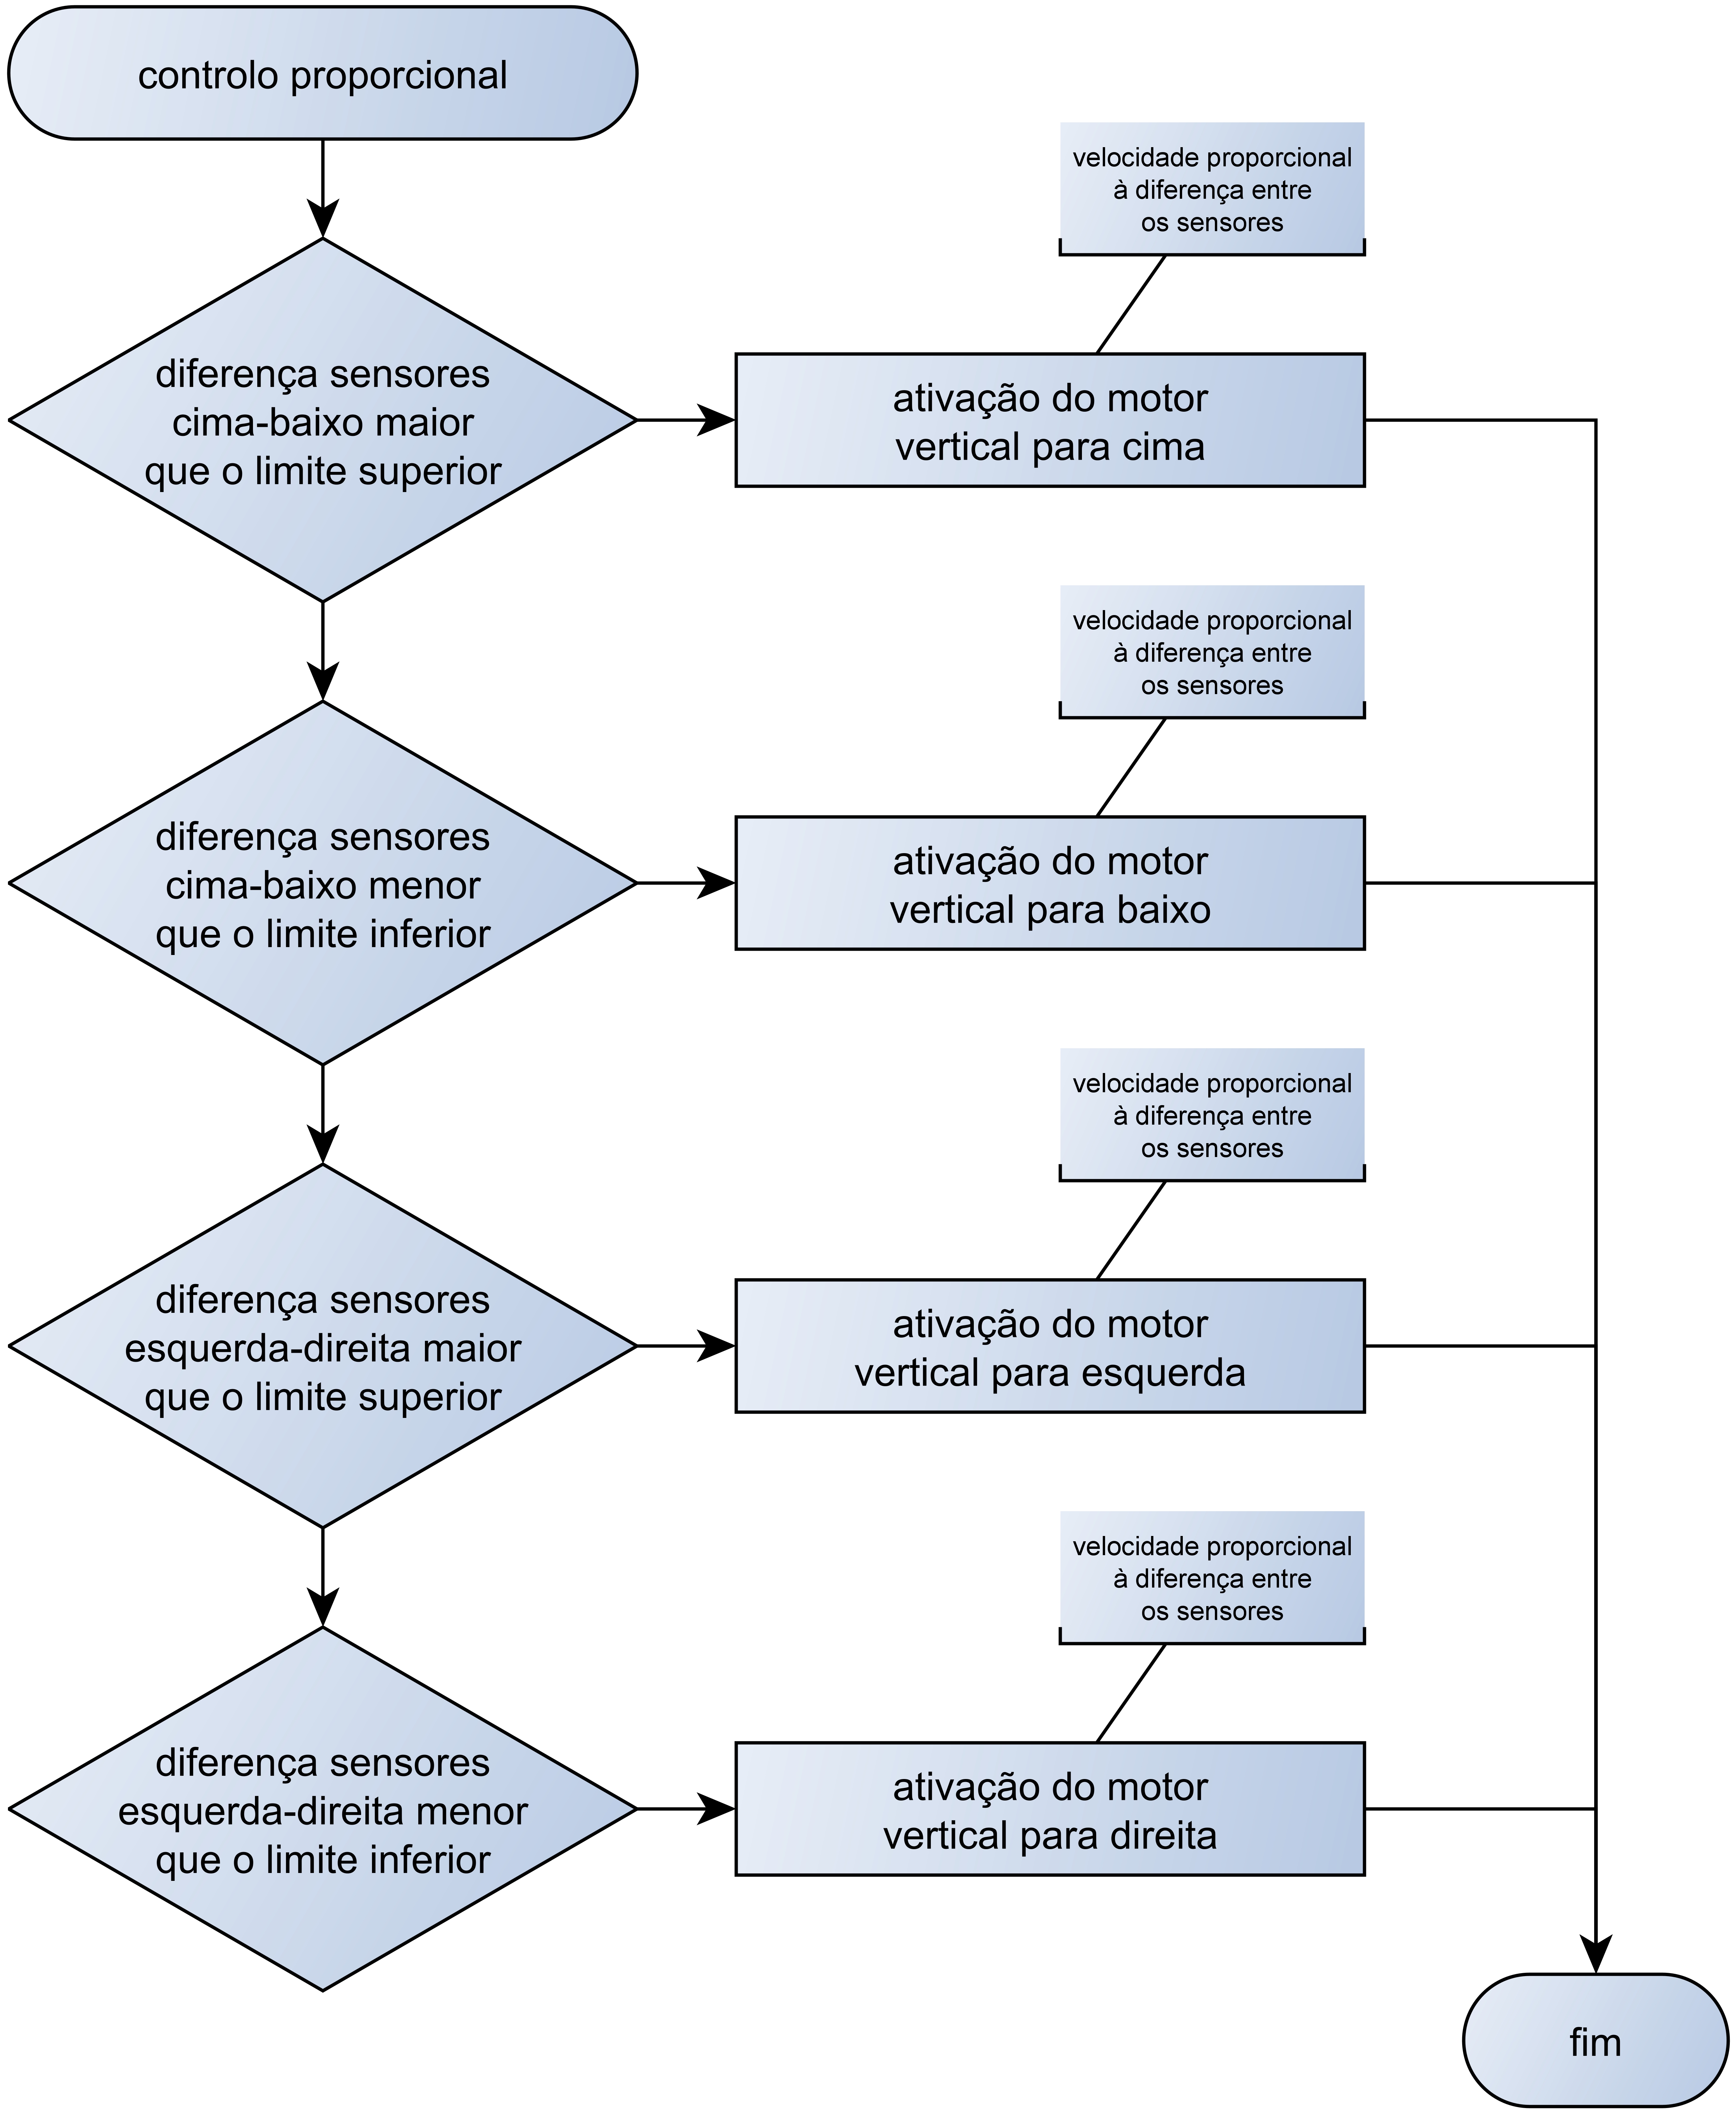 controlo proporcional
velocidade proporcional
à diferença entre
os sensores
diferença sensores
cima-baixo maior
que o limite superior
ativação do motor
vertical para cima
velocidade proporcional
à diferença entre
os sensores
diferença sensores
cima-baixo menor
que o limite inferior
ativação do motor
vertical para baixo
velocidade proporcional
à diferença entre
os sensores
diferença sensores
esquerda-direita maior
que o limite superior
ativação do motor
vertical para esquerda
velocidade proporcional
à diferença entre
os sensores
diferença sensores
esquerda-direita menor
que o limite inferior
ativação do motor
vertical para direita
fim